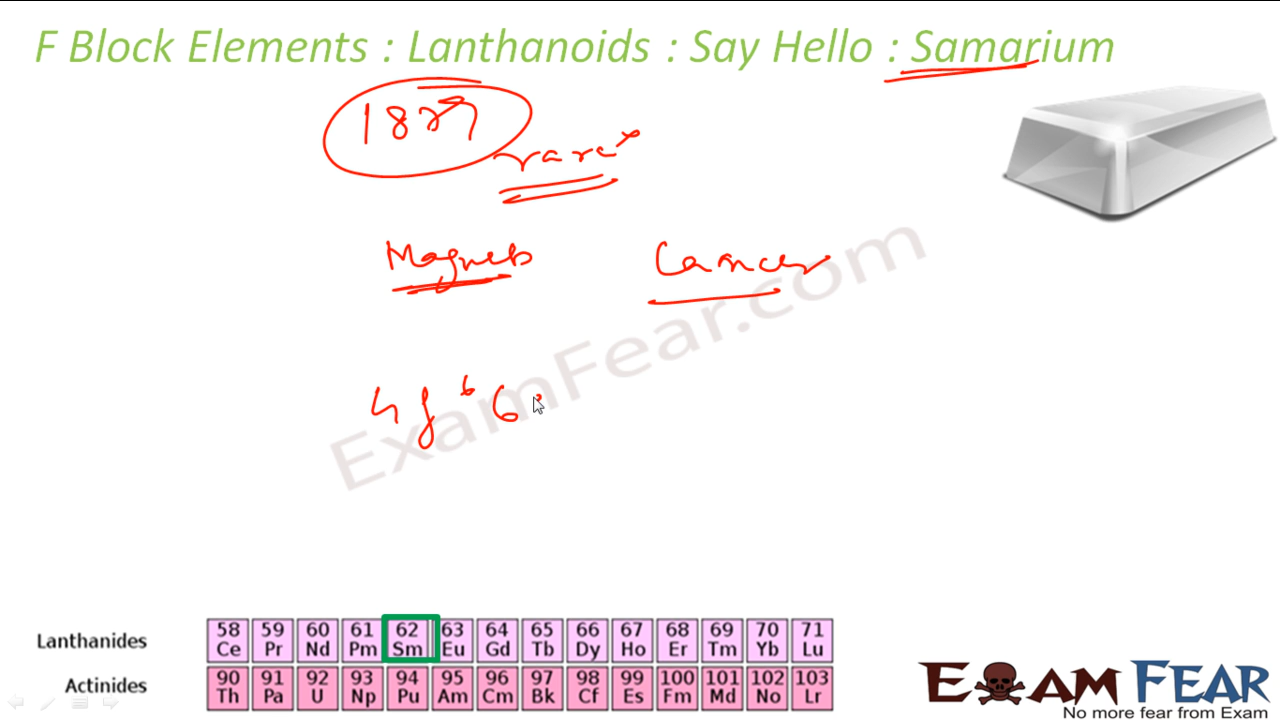 F Block Elements : Lanthanoids : Say Hello : Samarium
rare
Magnets Cancer
ExamFear.com
4f⁶ 6
Lanthanides 58 59 60 61 62 63 64 65 66 67 68 69 70 71
Ce Pr Nd Pm Sm Eu Gd Tb Dy Ho Er Tm Yb Lu
Actinides 90 91 92 93 94 95 96 97 98 99 100 101 102 103
Th Pa U Np Pu Am Cm Bk Cf Es Fm Md No Lr
EXAM FEAR
No more fear from Exam